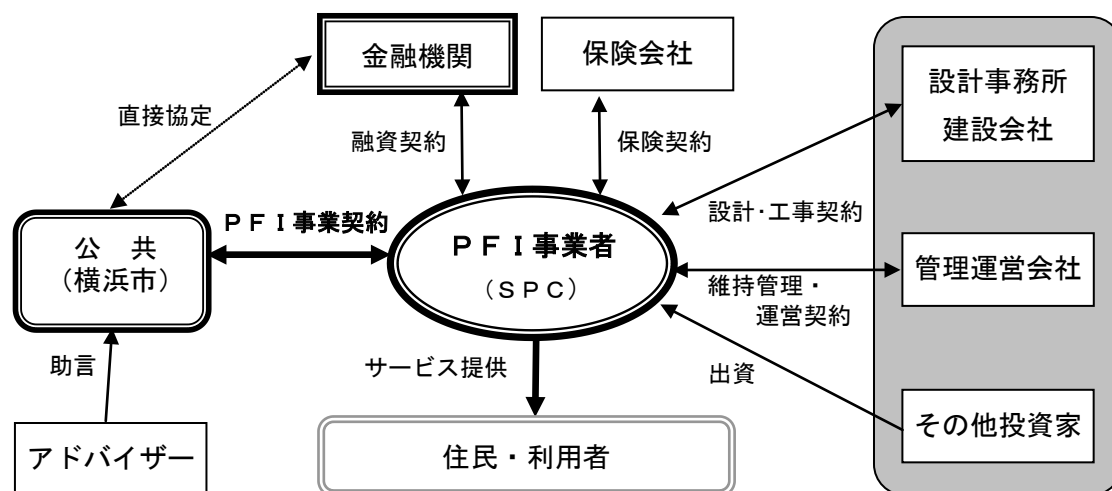 金融機関
保険会社
設計事務所
建設会社
直接協定
融資契約
保険契約
設計・工事契約
ＰＦＩ事業契約
公　共
（横浜市）
ＰＦＩ事業者
（ＳＰＣ）
管理運営会社
維持管理・
運営契約
助言
サービス提供
出資
アドバイザー
住民・利用者
その他投資家